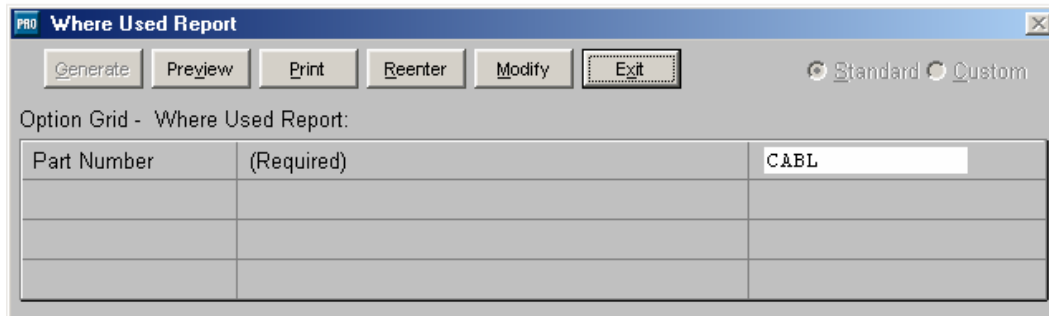 PRO Where Used Report
Generate Preview Print Reenter Modify Exit Standard Custom
Option Grid - Where Used Report:
Part Number (Required) CABL